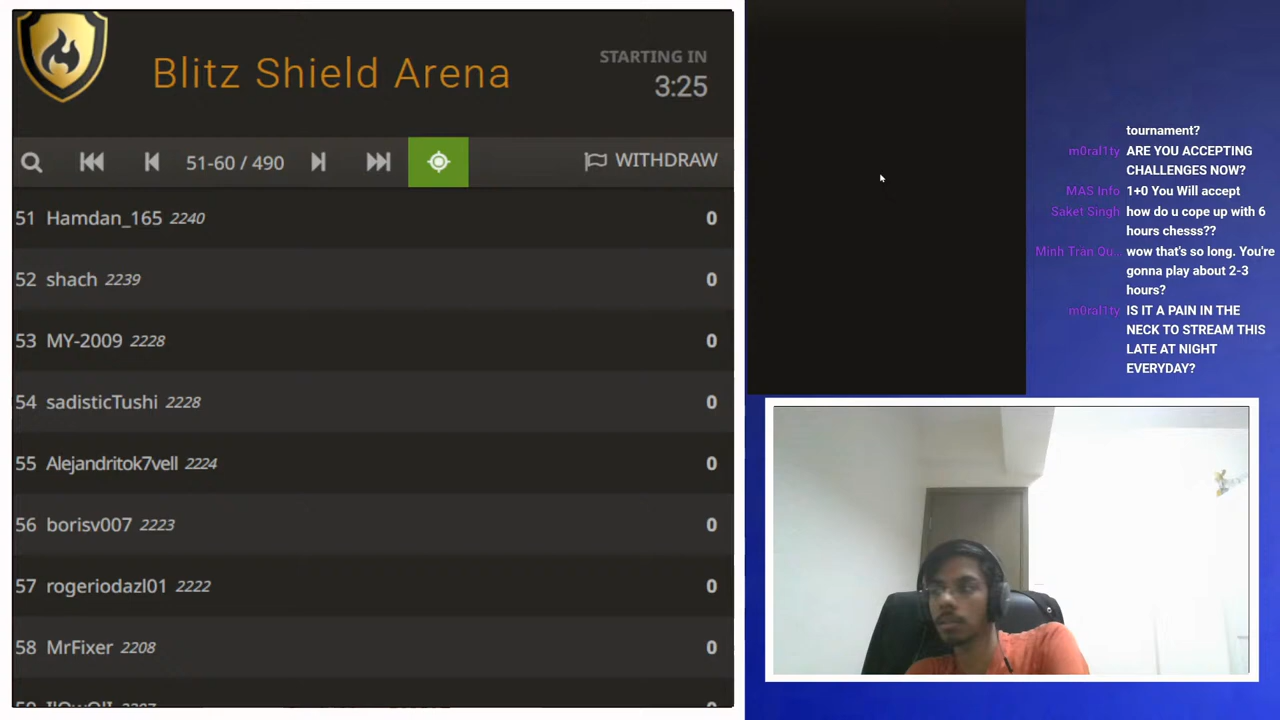 Blitz Shield Arena
STARTING IN
3:25
51-60 / 490
WITHDRAW
51 Hamdan_165 2240 0
52 shach 2239 0
53 MY-2009 2228 0
54 sadisticTushi 2228 0
55 Alejandritok7vell 2224 0
56 borisv007 2223 0
57 rogeriodazl01 2222 0
58 MrFixer 2208 0
tournament?
m0ral1ty ARE YOU ACCEPTING
CHALLENGES NOW?
MAS Info 1+0 You Will accept
Saket Singh how do u cope up with 6
hours chesss??
Minh Trần Qu... wow that's so long. You're
gonna play about 2-3
hours?
m0ral1ty IS IT A PAIN IN THE
NECK TO STREAM THIS
LATE AT NIGHT
EVERYDAY?